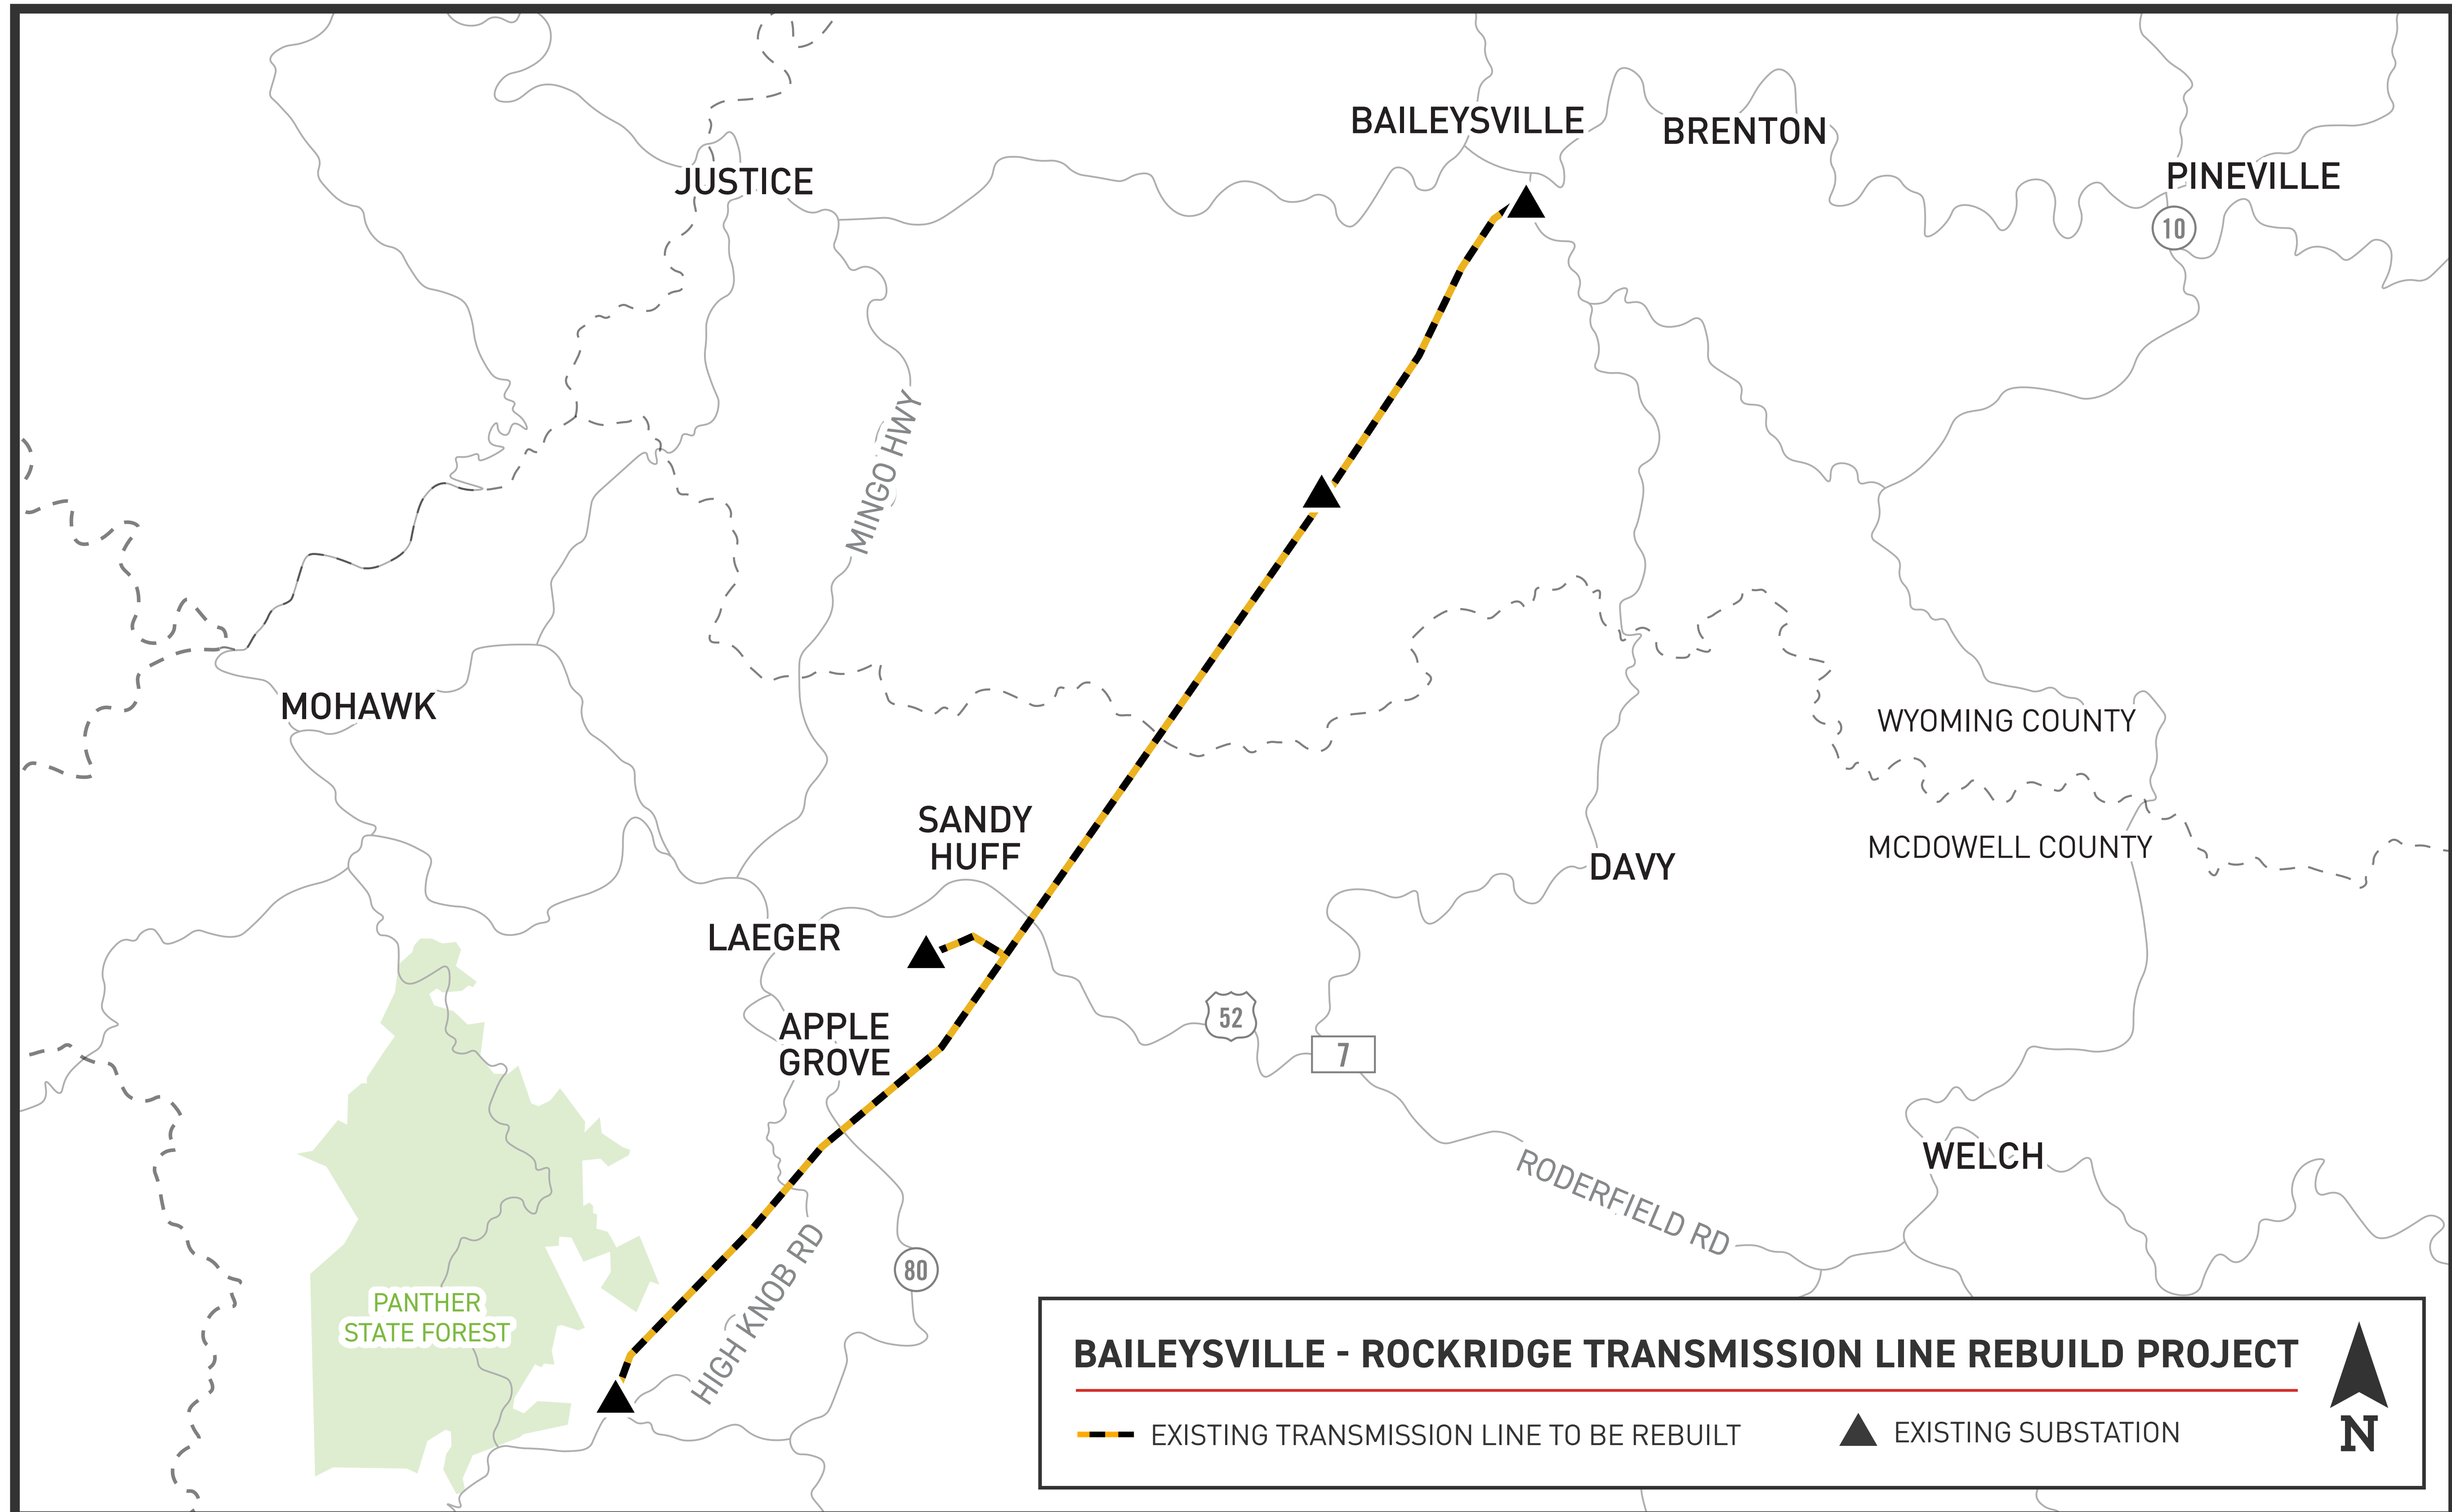 BAILEYSVILLE
BRENTON
JUSTICE
PINEVILLE
10
MINGO HWY
MOHAWK
WYOMING COUNTY
SANDY
HUFF
MCDOWELL COUNTY
DAVY
LAEGER
52
APPLE
GROVE
7
WELCH
RODERFIELD RD
80
HIGH KNOB RD
PANTHER
STATE FOREST
BAILEYSVILLE - ROCKRIDGE TRANSMISSION LINE REBUILD PROJECT
EXISTING TRANSMISSION LINE TO BE REBUILT
EXISTING SUBSTATION
N